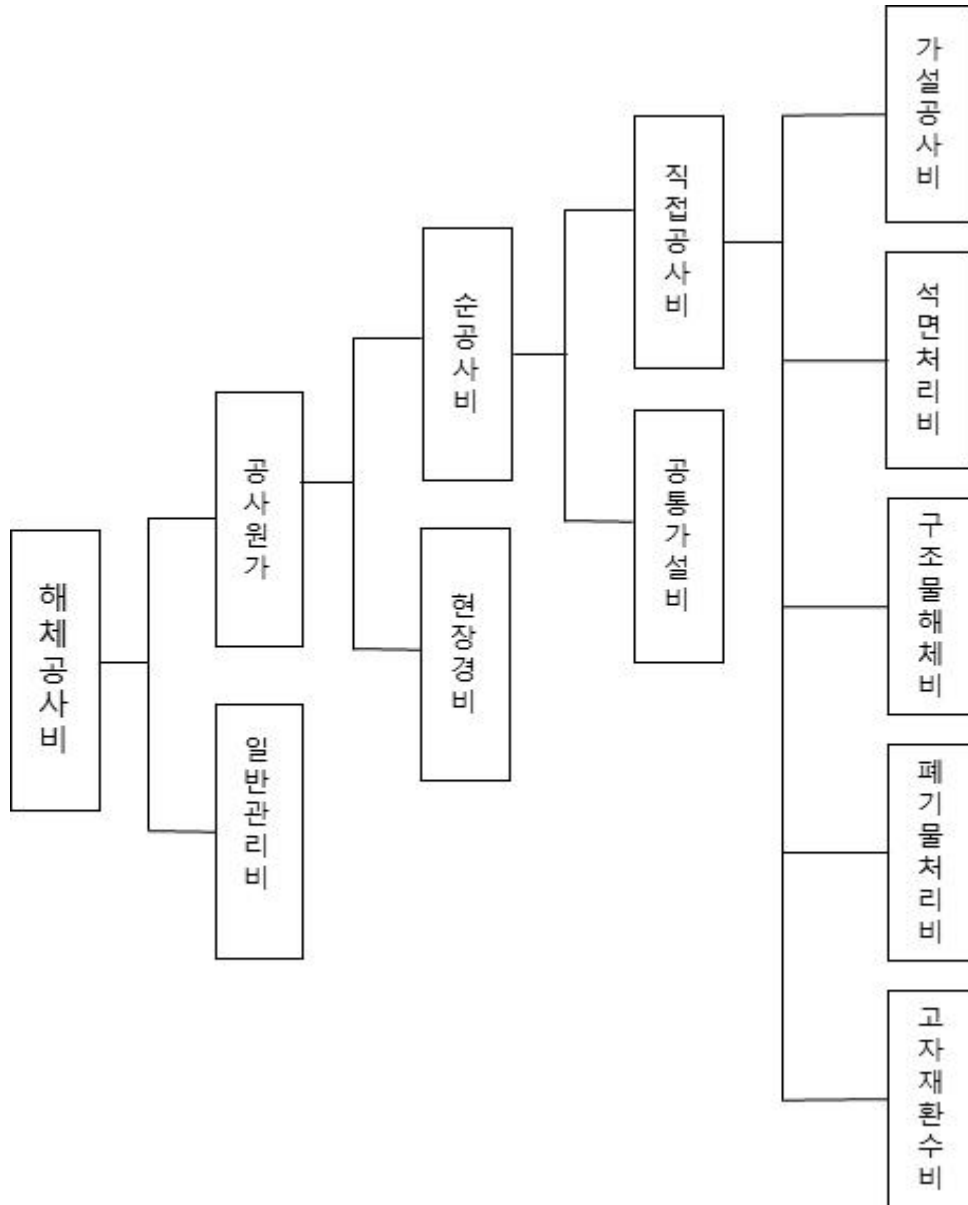 해체공사비
공사원가
일반관리비
순공사비
현장경비
직접공사비
공통가설비
가설공사비
석면처리비
구조물해체비
폐기물처리비
고자재환수비